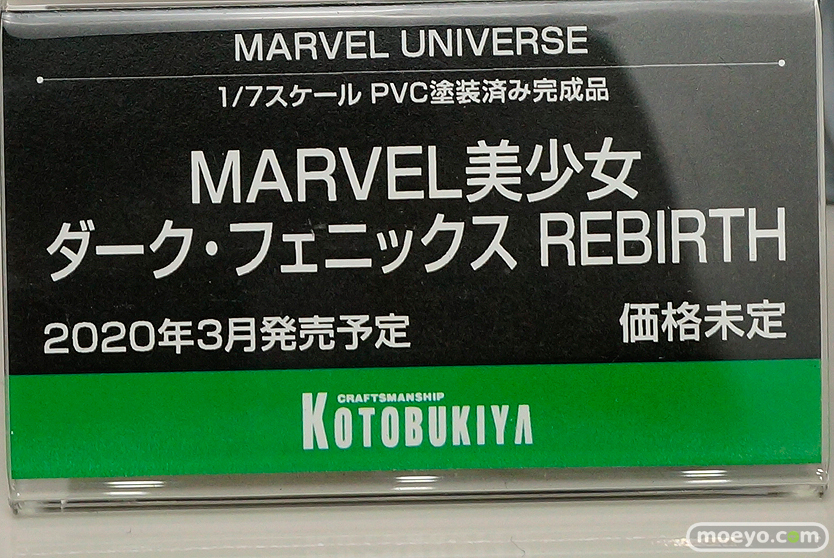 MARVEL UNIVERSE
1/7スケール PVC塗装済み完成品
MARVEL美少女
ダーク・フェニックス REBIRTH
2020年3月発売予定 価格未定
CRAFTSMANSHIP
KOTOBUKIYA
moeyo.com